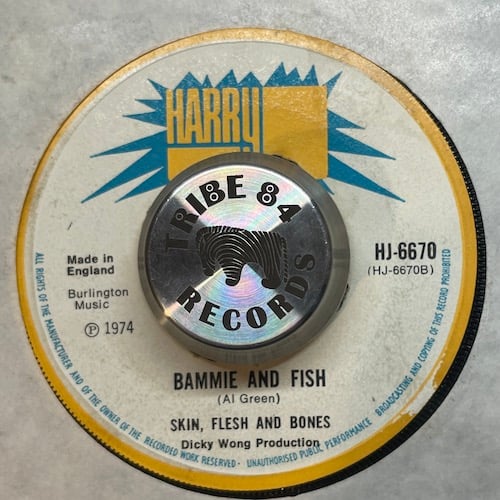 HARRY
TRIBE 84
RECORDS
Made in
England
Burlington
Music
Ⓟ 1974
HJ-6670
(HJ-6670B)
BAMMIE AND FISH
(Al Green)
SKIN, FLESH AND BONES
Dicky Wong Production
ALL RIGHTS OF THE MANUFACTURER AND OF THE OWNER OF THE RECORDED WORK RESERVED. - UNAUTHORISED PUBLIC PERFORMANCE BROADCASTING AND COPYING OF THIS RECORD PROHIBITED